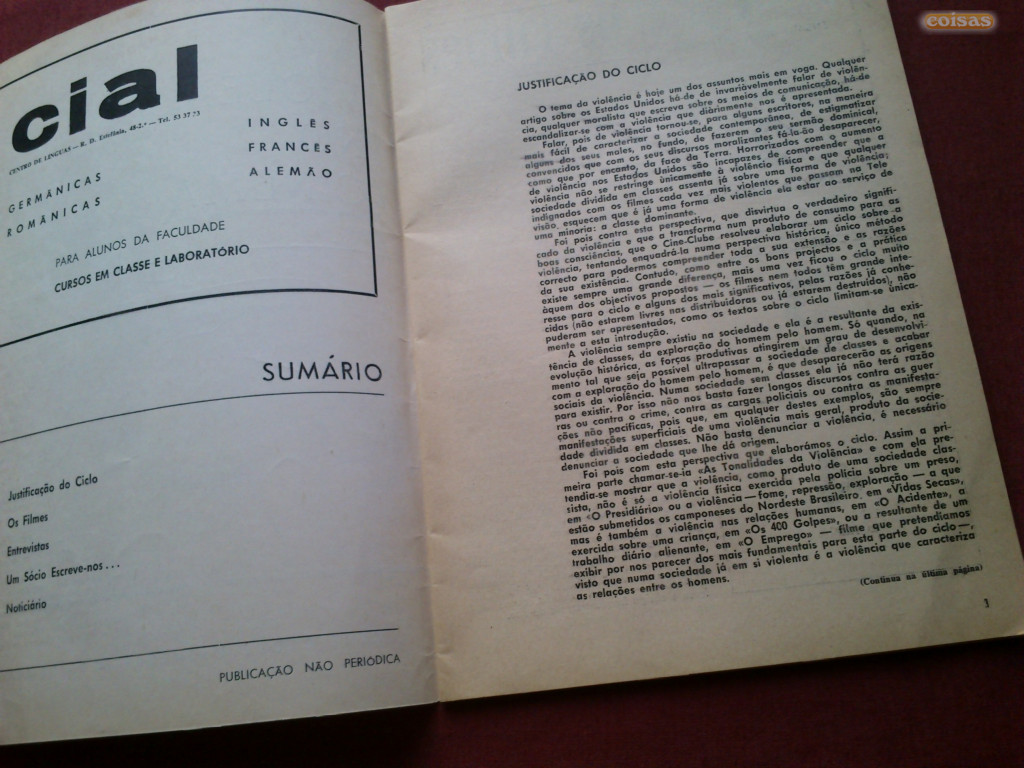 coisas
cial
CENTRO DE LINGUAS — R. D. Estefânia, 46-2.º — Tel. 53 37 73
GERMÂNICAS
ROMÂNICAS
INGLES
FRANCÊS
ALEMÃO
PARA ALUNOS DA FACULDADE
CURSOS EM CLASSE E LABORATÓRIO
SUMÁRIO
Justificação do Ciclo
Os Filmes
Entrevistas
Um Sócio Escreve-nos...
Noticiário
PUBLICAÇÃO NÃO PERIÓDICA
JUSTIFICAÇÃO DO CICLO
O tema da violência é hoje um dos assuntos mais em voga. Qualquer
artigo sobre os Estados Unidos há-de invariàvelmente falar de violên-
cia, qualquer moralista que escreva sobre os meios de comunicação, há-de
escandalizar-se com a violência que diàriamente nos é apresentada.
Falar, pois de violência tornou-se, para alguns escritores, na maneira
mais fácil de caracterizar a sociedade contemporânea, de estigmatizar
alguns dos seus males, no fundo, de fazerem o seu sermão dominical,
convencidos que com os seus discursos moralizantes fá-la-ão desaparecer,
como que por encanto, da face da Terra. Horrorizados com o aumento
de violência nos Estados Unidos são incapazes de compreender que a
violência não se restringe ùnicamente à violência física e que qualquer
sociedade dividida em classes assenta já sobre uma forma de violência;
indignados com os filmes cada vez mais violentos que passam na Tele
visão, esquecem que é já uma forma de violência ela estar ao serviço de
uma minoria: a classe dominante.
Foi pois contra esta perspectiva, que disvirtua o verdadeiro signifi-
cado da violência e que a transforma num produto de consumo para as
boas consciências, que o Cine-Clube resolveu elaborar um ciclo sobre a
violência, tentando enquadrá-la numa perspectiva histórica, único método
correcto para podermos compreender toda a sua extensão e as razões
da sua existência. Contudo, como entre os bons projectos e a prática
existe sempre uma grande diferença, mais uma vez ficou o ciclo muito
àquem dos objectivos propostos — os filmes nem todos têm grande inte-
resse para o ciclo e alguns dos mais significativos, pelas razões já conhe-
cidas (não estarem livres nas distribuidoras ou já estarem destruídos), não
puderam ser apresentados, como os textos sobre o ciclo limitam-se única-
mente a esta introdução.
A violência sempre existiu na sociedade e ela é a resultante da exis-
tência de classes, da exploração do homem pelo homem. Só quando, na
evolução histórica, as forças produtivas atingirem um grau de desenvolvi-
mento tal que seja possível ultrapassar a sociedade de classes e acabar
com a exploração do homem pelo homem, é que desaparecerão as origens
sociais da violência. Numa sociedade sem classes ela já não terá razão
para existir. Por isso não nos basta fazer longos discursos contra as guer
ras ou contra o crime, contra as cargas policiais ou contra as manifesta-
ções não pacíficas, pois que, em qualquer destes exemplos, são sempre
manifestações superficiais de uma violência mais geral, produto da socie-
dade dividida em classes. Não basta denunciar a violência, é necessário
denunciar a sociedade que lhe dá origem.
Foi pois com esta perspectiva que elaborámos o ciclo. Assim a pri-
meira parte chamar-se-ia «As Tonalidades da Violência» e com ela pre-
tendia-se mostrar que a violência, como produto de uma sociedade clas-
sista, não é só a violência física exercida pela polícia sobre um preso,
em «O Presidiário» ou a violência — fome, repressão, exploração — a que
estão submetidos os camponeses do Nordeste Brasileiro, em «Vidas Secas»,
mas é também a violência nas relações humanas, em «O Acidente», a
exercida sobre uma criança, em «Os 400 Golpes», ou a resultante de um
trabalho diário alienante, em «O Emprego» — filme que pretendíamos
exibir por nos parecer dos mais fundamentais para esta parte do ciclo —,
visto que numa sociedade já em si violenta é a violência que caracteriza
as relações entre os homens.
(Continua na última página)
3